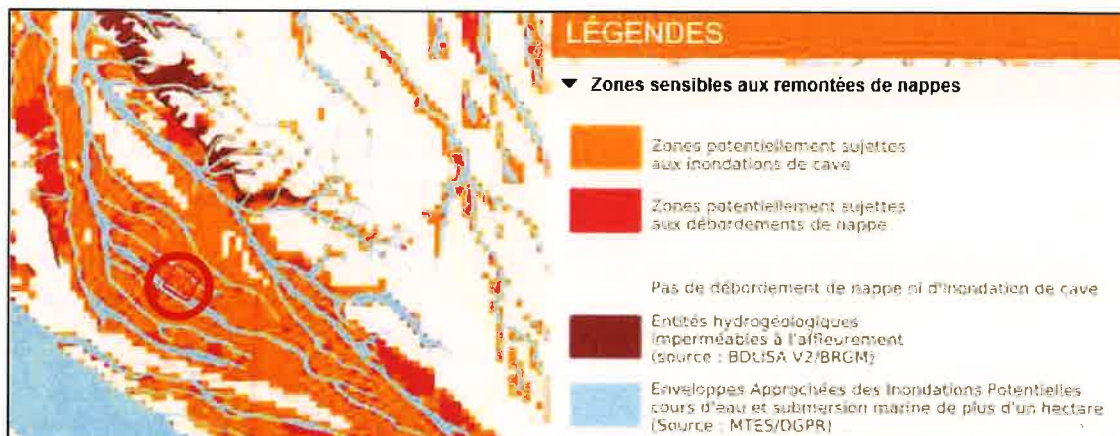 LÉGENDES
▼ Zones sensibles aux remontées de nappes
Zones potentiellement sujettes
aux inondations de cave
Zones potentiellement sujettes
aux débordements de nappe
Pas de débordement de nappe ni d'inondation de cave
Entités hydrogéologiques
imperméables à l'affleurement
(source : BDLISA V2/BRGM)
Enveloppes Approchées des Inondations Potentielles
cours d'eau et submersion marine de plus d'un hectare
(Source : MTES/DGPR)